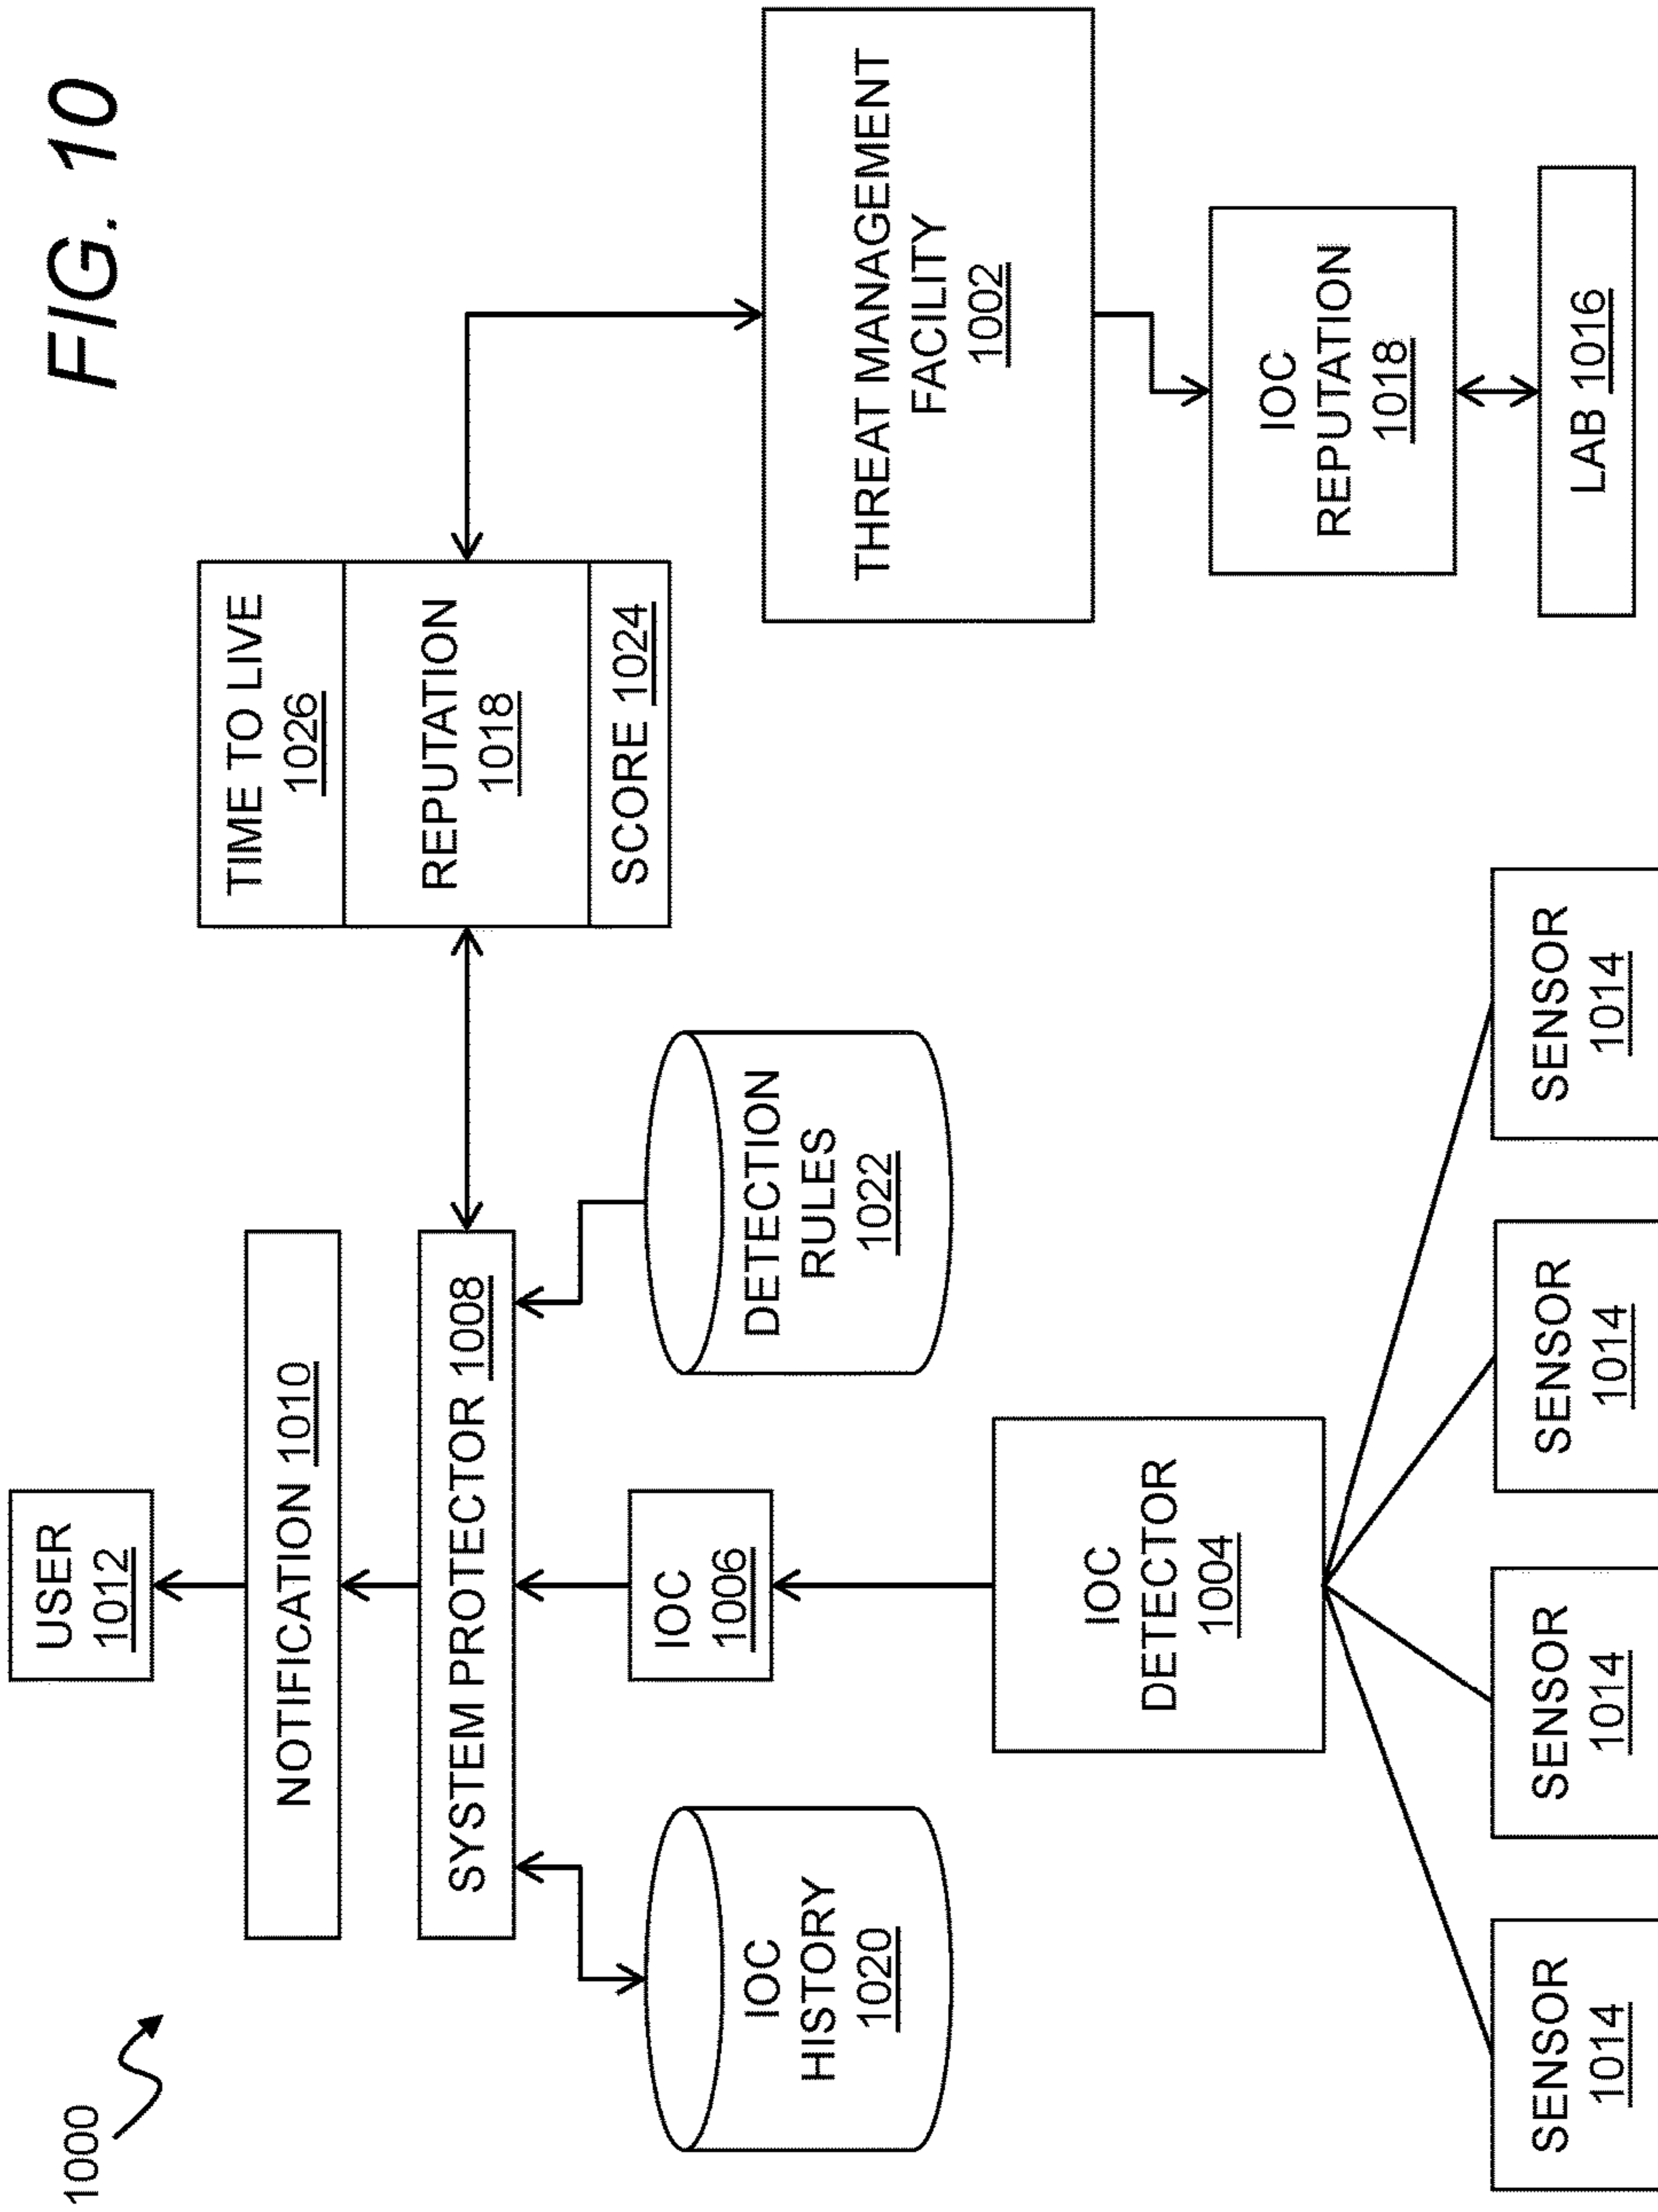 FIG. 10
1000
USER
1012
NOTIFICATION 1010
SYSTEM PROTECTOR 1008
TIME TO LIVE
1026
REPUTATION
1018
SCORE 1024
IOC
1006
IOC
HISTORY
1020
DETECTION
RULES
1022
THREAT MANAGEMENT
FACILITY
1002
IOC
DETECTOR
1004
IOC
REPUTATION
1018
SENSOR
1014
SENSOR
1014
SENSOR
1014
SENSOR
1014
LAB 1016